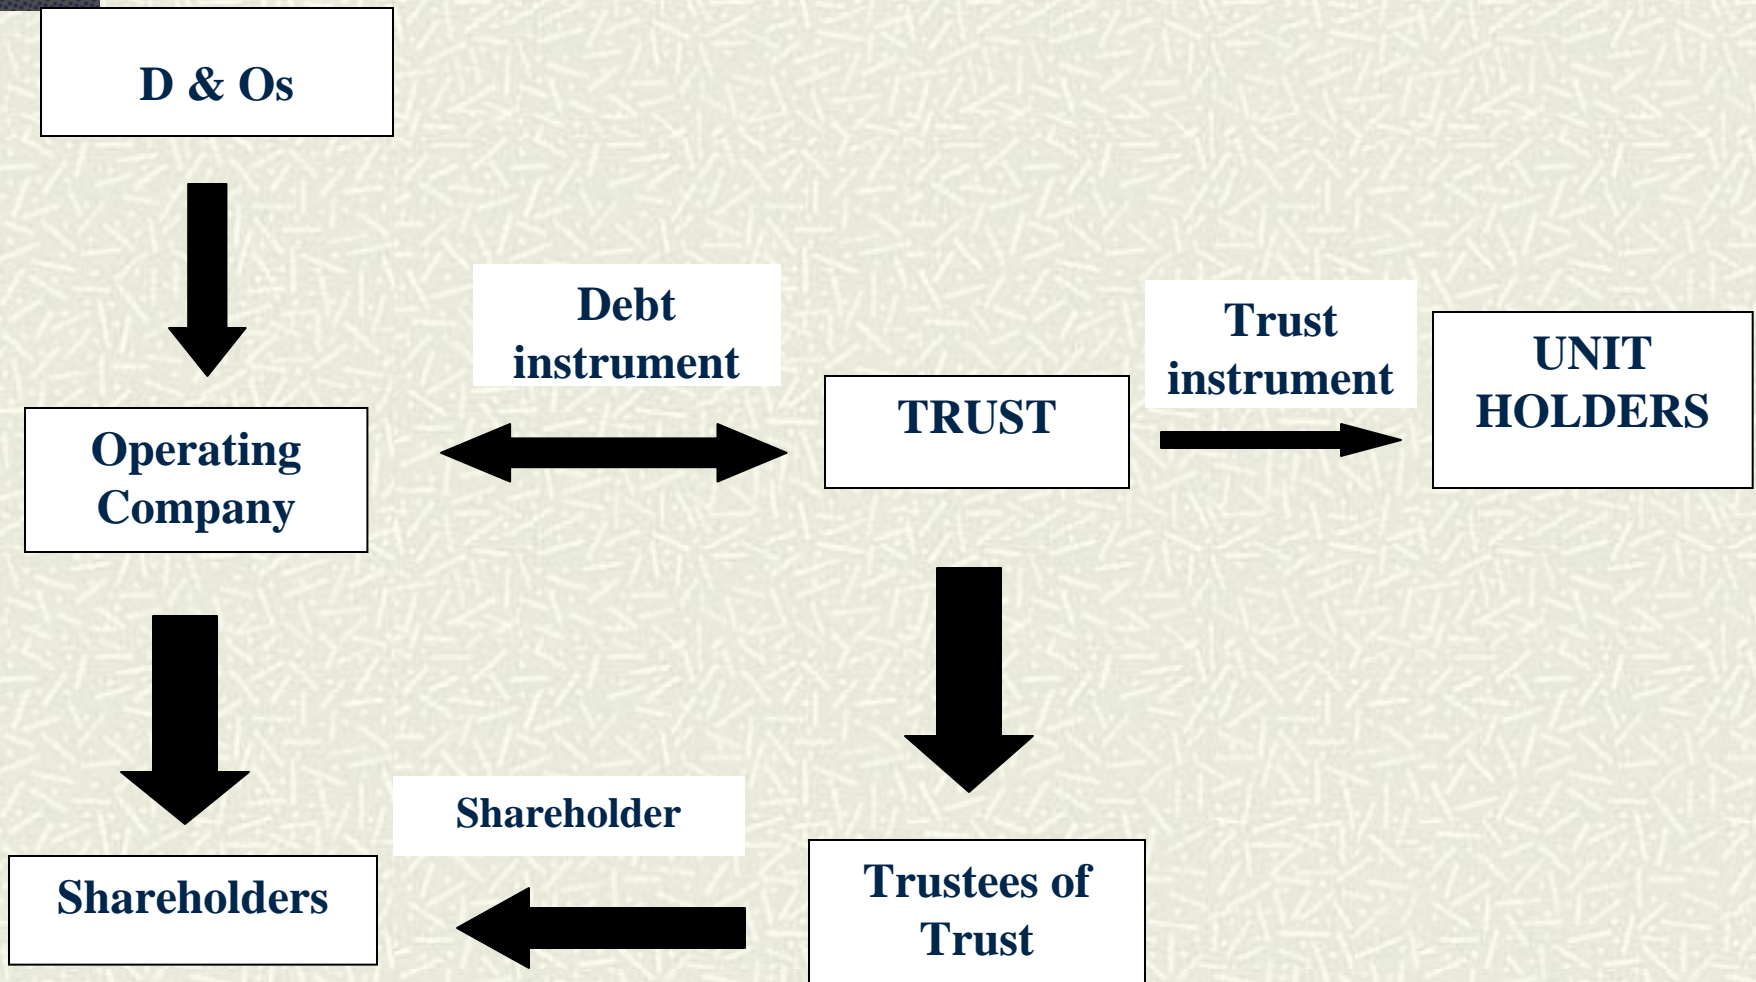 D & Os
Debt
instrument
Trust
instrument
UNIT
HOLDERS
TRUST
Operating
Company
Shareholder
Shareholders
Trustees of
Trust